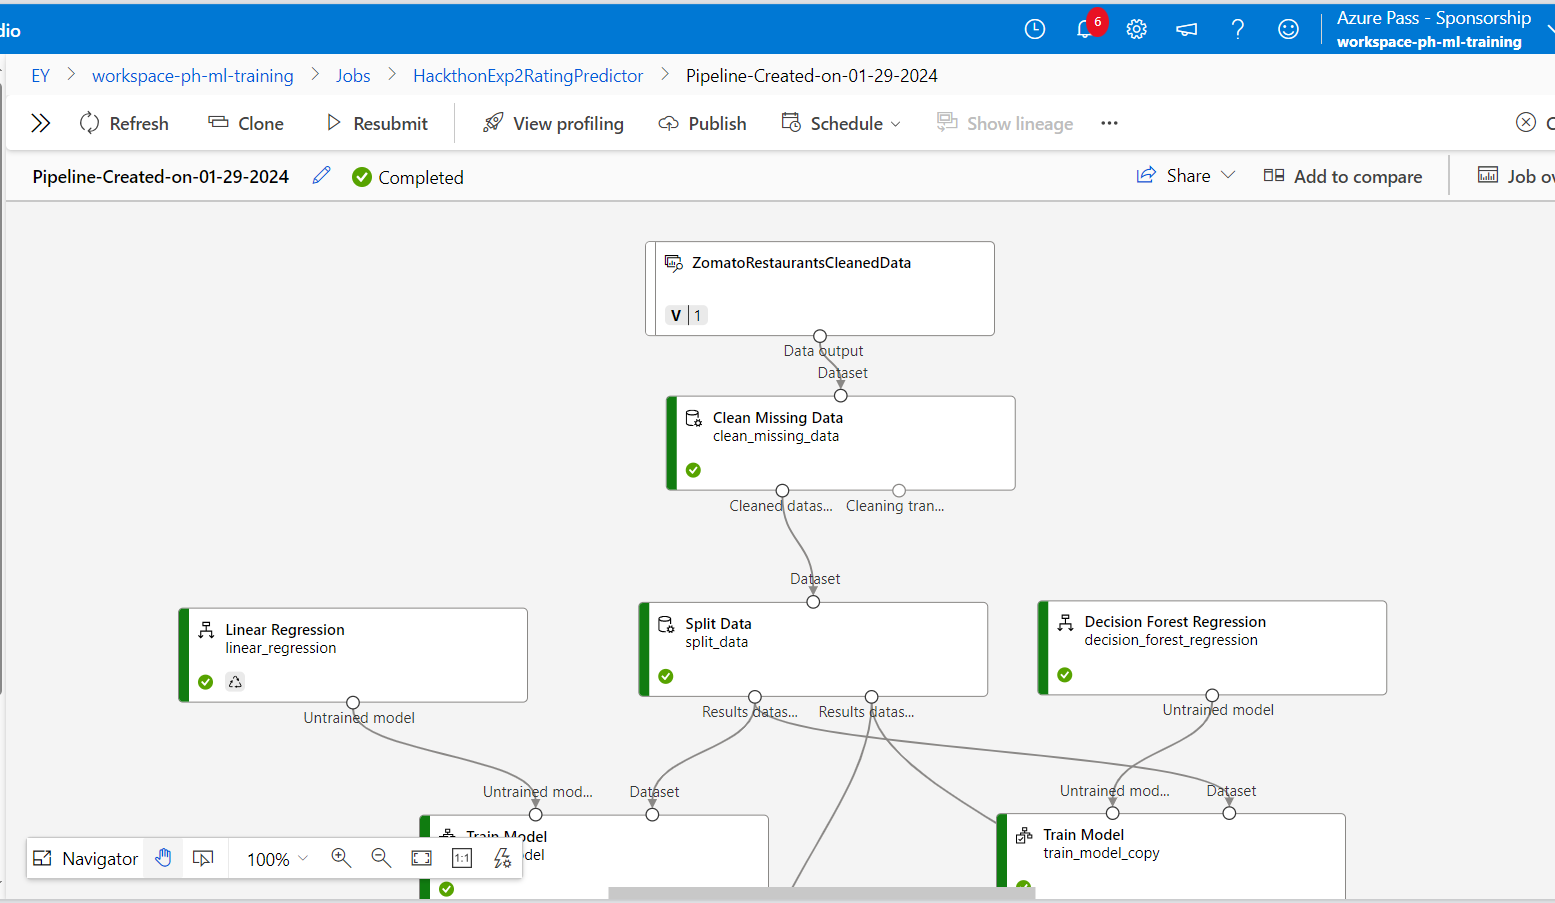 dio
6
Azure Pass - Sponsorship
workspace-ph-ml-training
EY > workspace-ph-ml-training > Jobs > HackthonExp2RatingPredictor > Pipeline-Created-on-01-29-2024
Refresh Clone Resubmit View profiling Publish Schedule Show lineage ...
Pipeline-Created-on-01-29-2024 Completed Share Add to compare Job ov
ZomatoRestaurantsCleanedData
V 1
Data output
Dataset
Clean Missing Data
clean_missing_data
Cleaned datas... Cleaning tran...
Dataset
Linear Regression
linear_regression
Split Data
split_data
Decision Forest Regression
decision_forest_regression
Untrained model
Results datas... Results datas...
Untrained model
Untrained mod... Dataset
Untrained mod... Dataset
Train Model
del
Train Model
train_model_copy
Navigator 100% 1:1